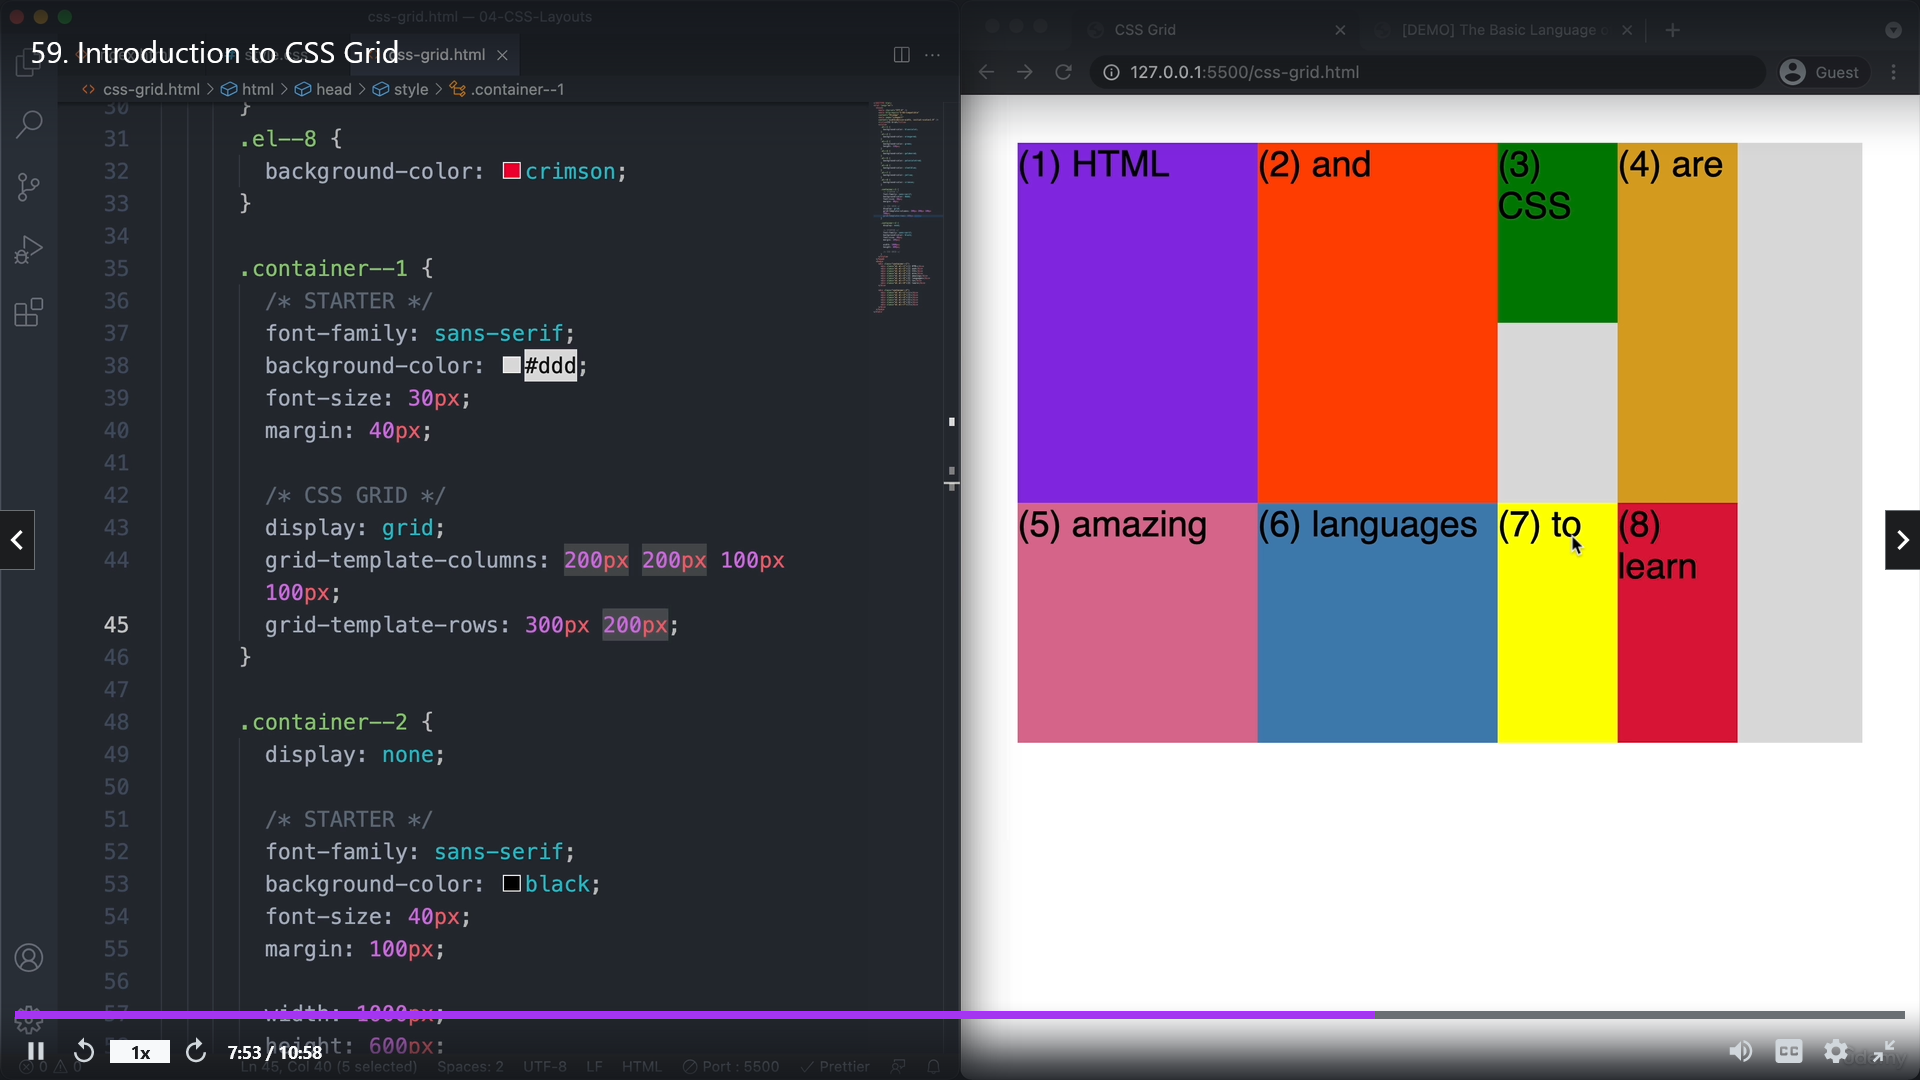 css-grid.html — 04-CSS-Layouts
59. Introduction to CSS Grid
css-grid.html
css-grid.html > html > head > style > .container--1
30 }
31 .el--8 {
32 background-color: crimson;
33 }
34
35 .container--1 {
36 /* STARTER */
37 font-family: sans-serif;
38 background-color: #ddd;
39 font-size: 30px;
40 margin: 40px;
41
42 /* CSS GRID */
43 display: grid;
44 grid-template-columns: 200px 200px 100px
100px;
45 grid-template-rows: 300px 200px;
46 }
47
48 .container--2 {
49 display: none;
50
51 /* STARTER */
52 font-family: sans-serif;
53 background-color: black;
54 font-size: 40px;
55 margin: 100px;
56
57 width: 1000px;
height: 600px;
1x
7:53 / 10:58
0 0
Ln 45, Col 40 (5 selected) Spaces: 2 UTF-8 LF HTML Port : 5500 Prettier
CSS Grid
[DEMO] The Basic Language o
127.0.0.1:5500/css-grid.html
Guest
(1) HTML
(2) and
(3)
CSS
(4) are
(5) amazing
(6) languages
(7) to
(8)
learn
CC
udemy